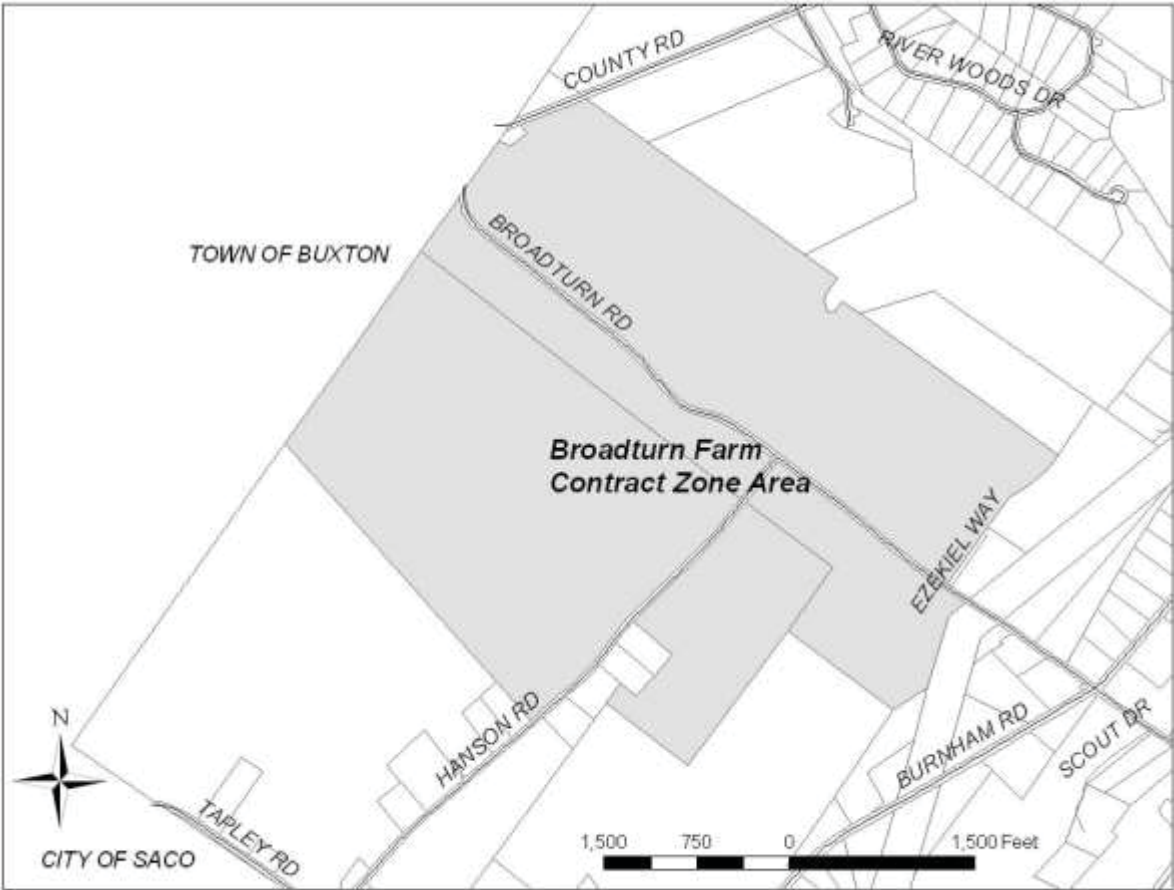 COUNTY RD
RIVER WOODS DR
TOWN OF BUXTON
BROADTURN RD
Broadturn Farm
Contract Zone Area
EZEKIEL WAY
HANSON RD
BURNHAM RD
SCOUT DR
N
TAPLEY RD
CITY OF SACO
1,500 750 0 1,500 Feet